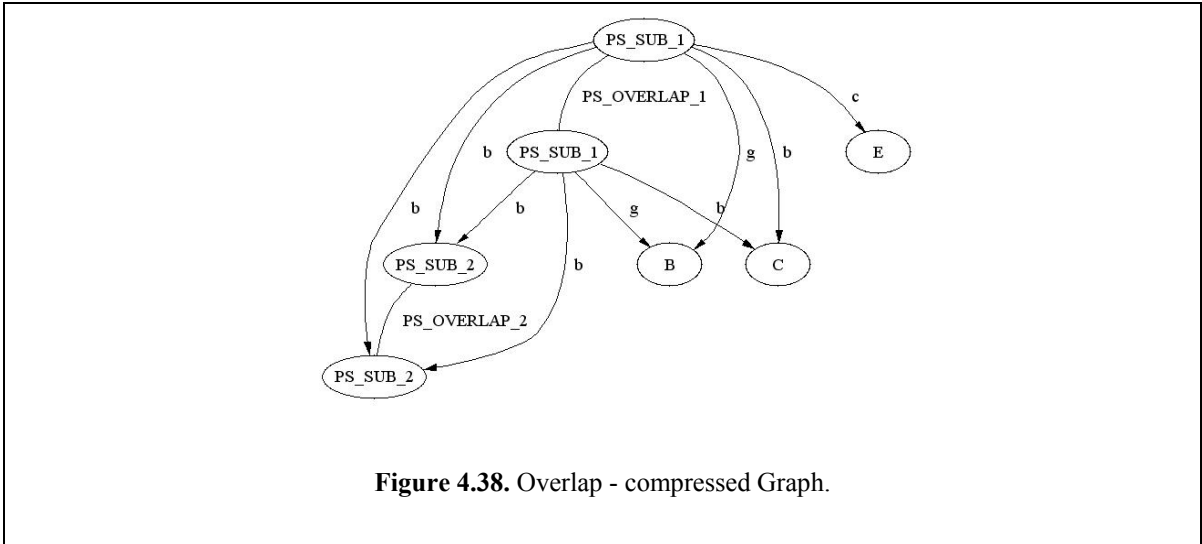 PS_SUB_1
PS_OVERLAP_1
c
b
PS_SUB_1
g
b
E
b
b
g
b
PS_SUB_2
B
C
b
PS_OVERLAP_2
PS_SUB_2
Figure 4.38. Overlap - compressed Graph.